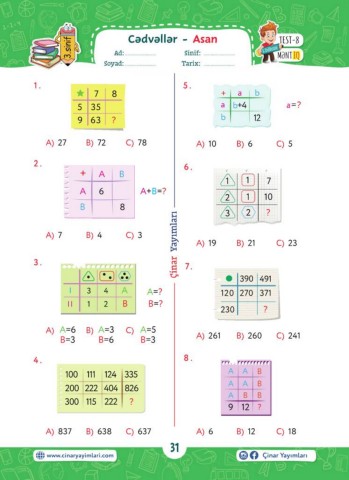 3.sinif
Cədvəllər - Asan
Ad: Sinif:
Soyad: Tarix:
TEST-8
MƏNTİQ
1.
★ 7 8
5 35
9 63 ?
A) 27 B) 72 C) 78
2.
+ A B
A 6
B 8
A+B=?
A) 7 B) 4 C) 3
3.
I 3 4 A
II 1 2 B
A=?
B=?
A) A=6 B) A=3 C) A=5
B=3 B=6 B=3
4.
100 111 124 335
200 222 404 826
300 115 222 ?
A) 837 B) 638 C) 637
5.
+ a b
a b+4
b 12
a=?
A) 10 B) 6 C) 5
6.
1 1 7
2 1 10
3 2 ?
A) 19 B) 21 C) 23
7.
390 491
120 270 371
230 ?
A) 261 B) 260 C) 241
8.
A A B
A A B
A B B
9 12 ?
A) 6 B) 12 C) 18
Çinar Yayımları
www.cinaryayimlari.com
31
Çinar Yayımları